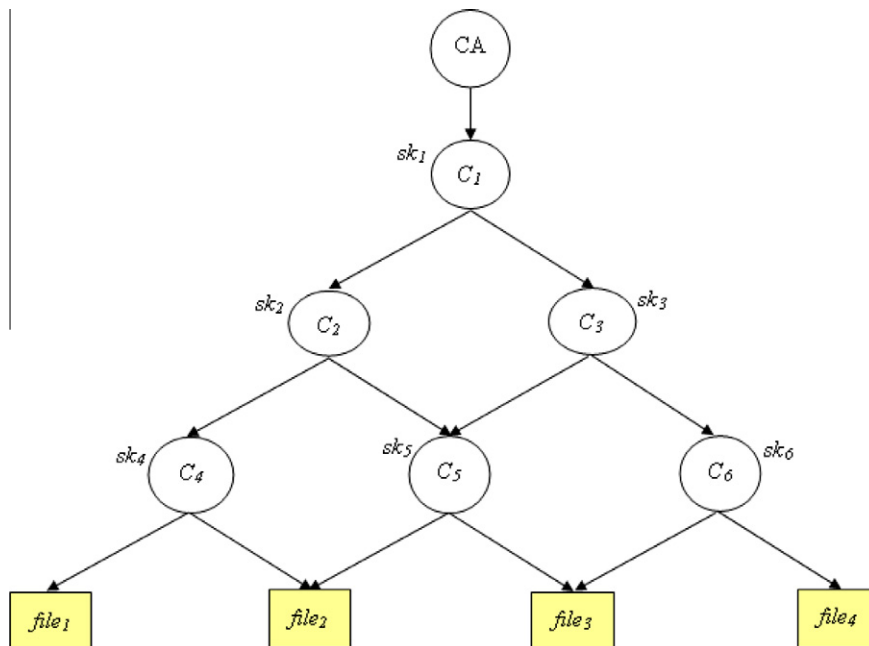 CA
sk₁
C₁
sk₂
C₂
C₃
sk₃
sk₄
C₄
sk₅
C₅
C₆
sk₆
file₁
file₂
file₃
file₄